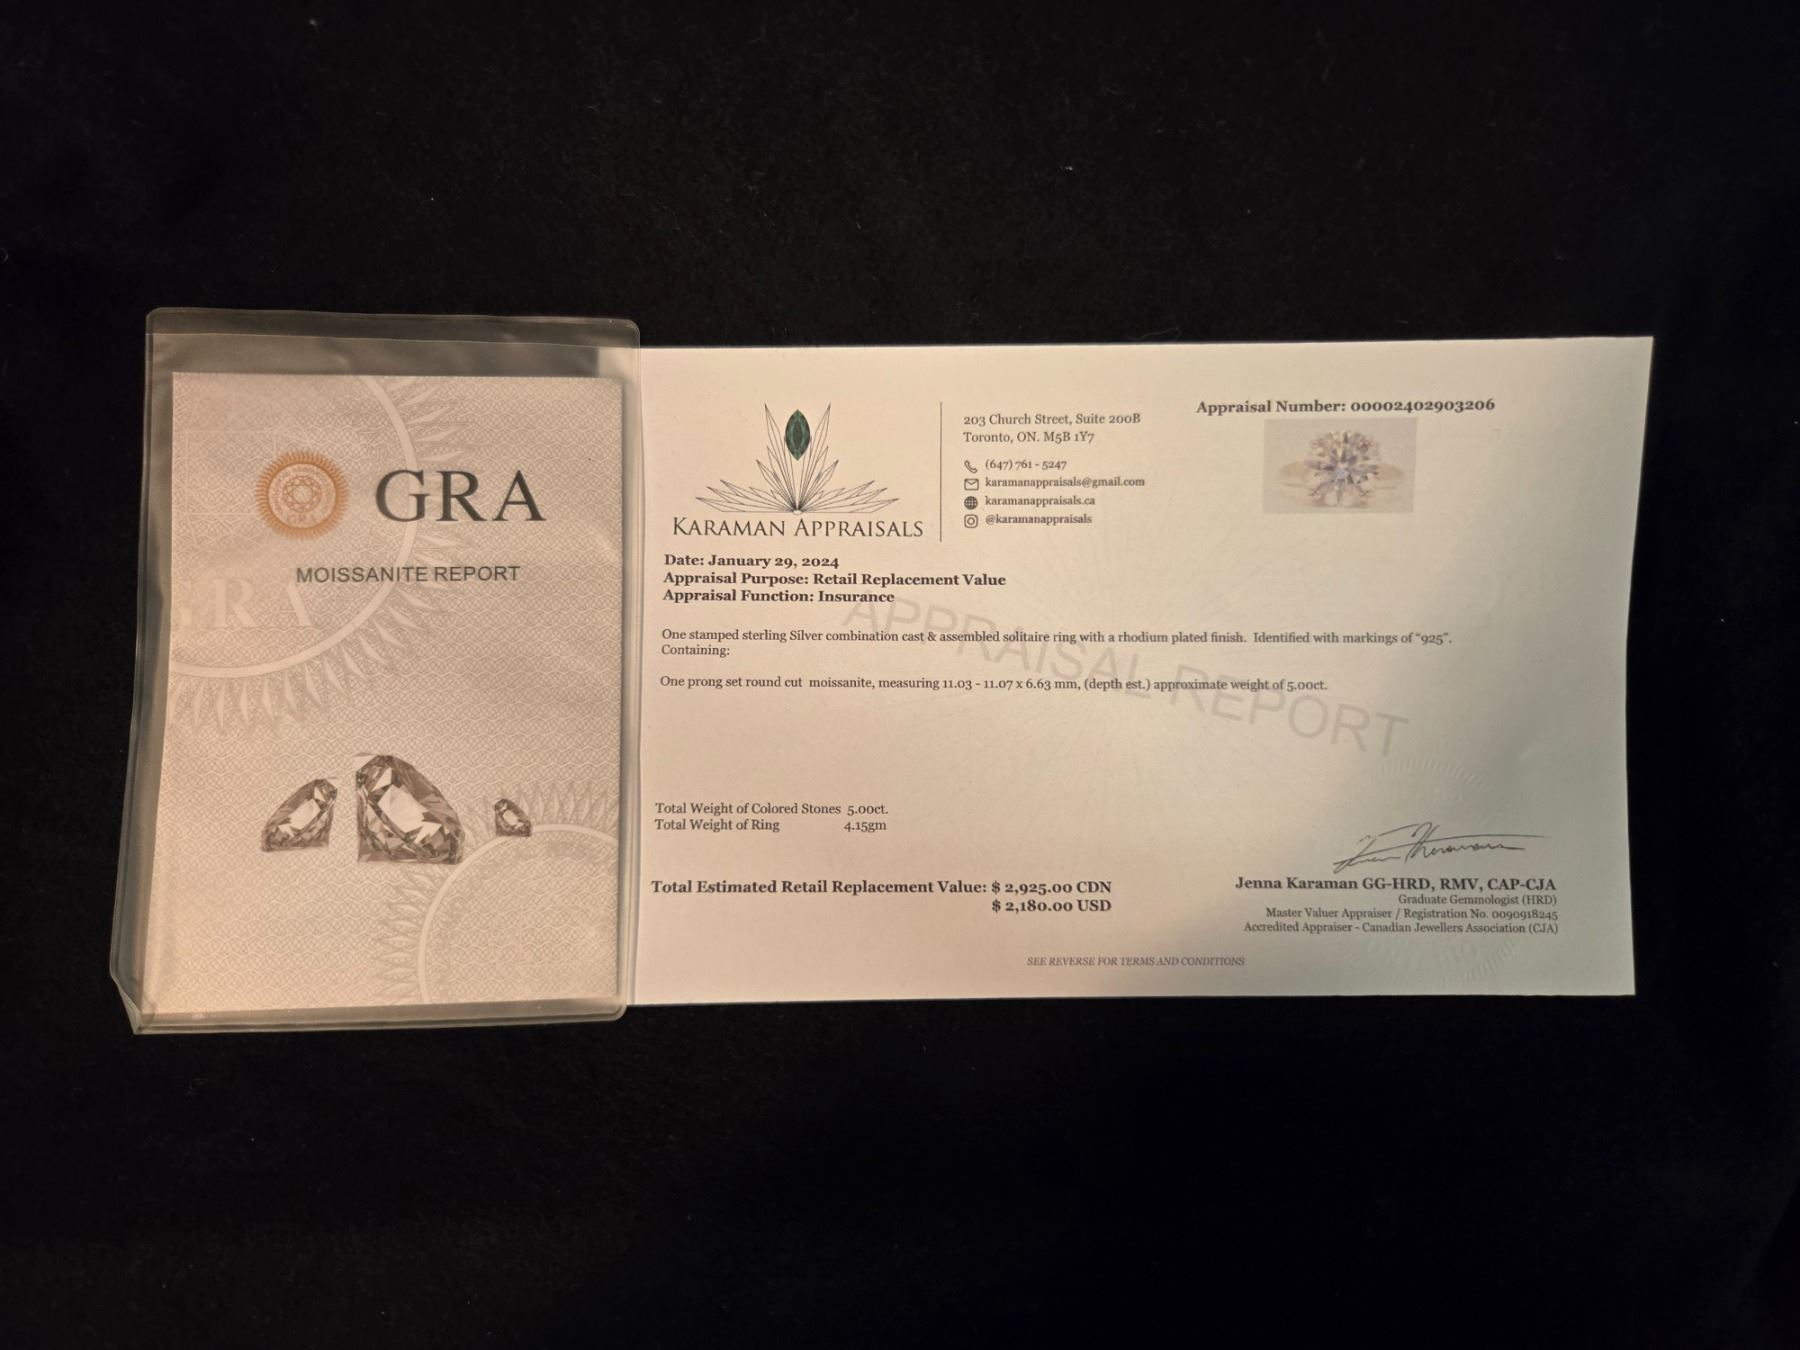 GRA
MOISSANITE REPORT
GRA
KARAMAN APPRAISALS
203 Church Street, Suite 200B
Toronto, ON. M5B 1Y7
(647) 761 - 5247
karamanappraisals@gmail.com
karamanappraisals.ca
@karamanappraisals
Appraisal Number: 00002402903206
Date: January 29, 2024
Appraisal Purpose: Retail Replacement Value
Appraisal Function: Insurance
APPRAISAL REPORT
One stamped sterling Silver combination cast & assembled solitaire ring with a rhodium plated finish. Identified with markings of "925".
Containing:
One prong set round cut moissanite, measuring 11.03 - 11.07 x 6.63 mm, (depth est.) approximate weight of 5.00ct.
Total Weight of Colored Stones 5.00ct.
Total Weight of Ring 4.15gm
Total Estimated Retail Replacement Value: $ 2,925.00 CDN
$ 2,180.00 USD
Jenna Karaman GG-HRD, RMV, CAP-CJA
Graduate Gemmologist (HRD)
Master Valuer Appraiser / Registration No. 0090918245
Accredited Appraiser - Canadian Jewellers Association (CJA)
SEE REVERSE FOR TERMS AND CONDITIONS